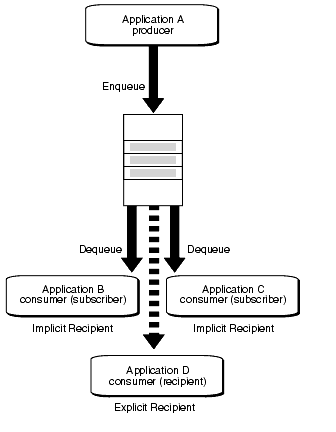 Application A
producer
Enqueue
Dequeue
Dequeue
Application B
consumer (subscriber)
Application C
consumer (subscriber)
Implicit Recipient
Implicit Recipient
Application D
consumer (recipient)
Explicit Recipient